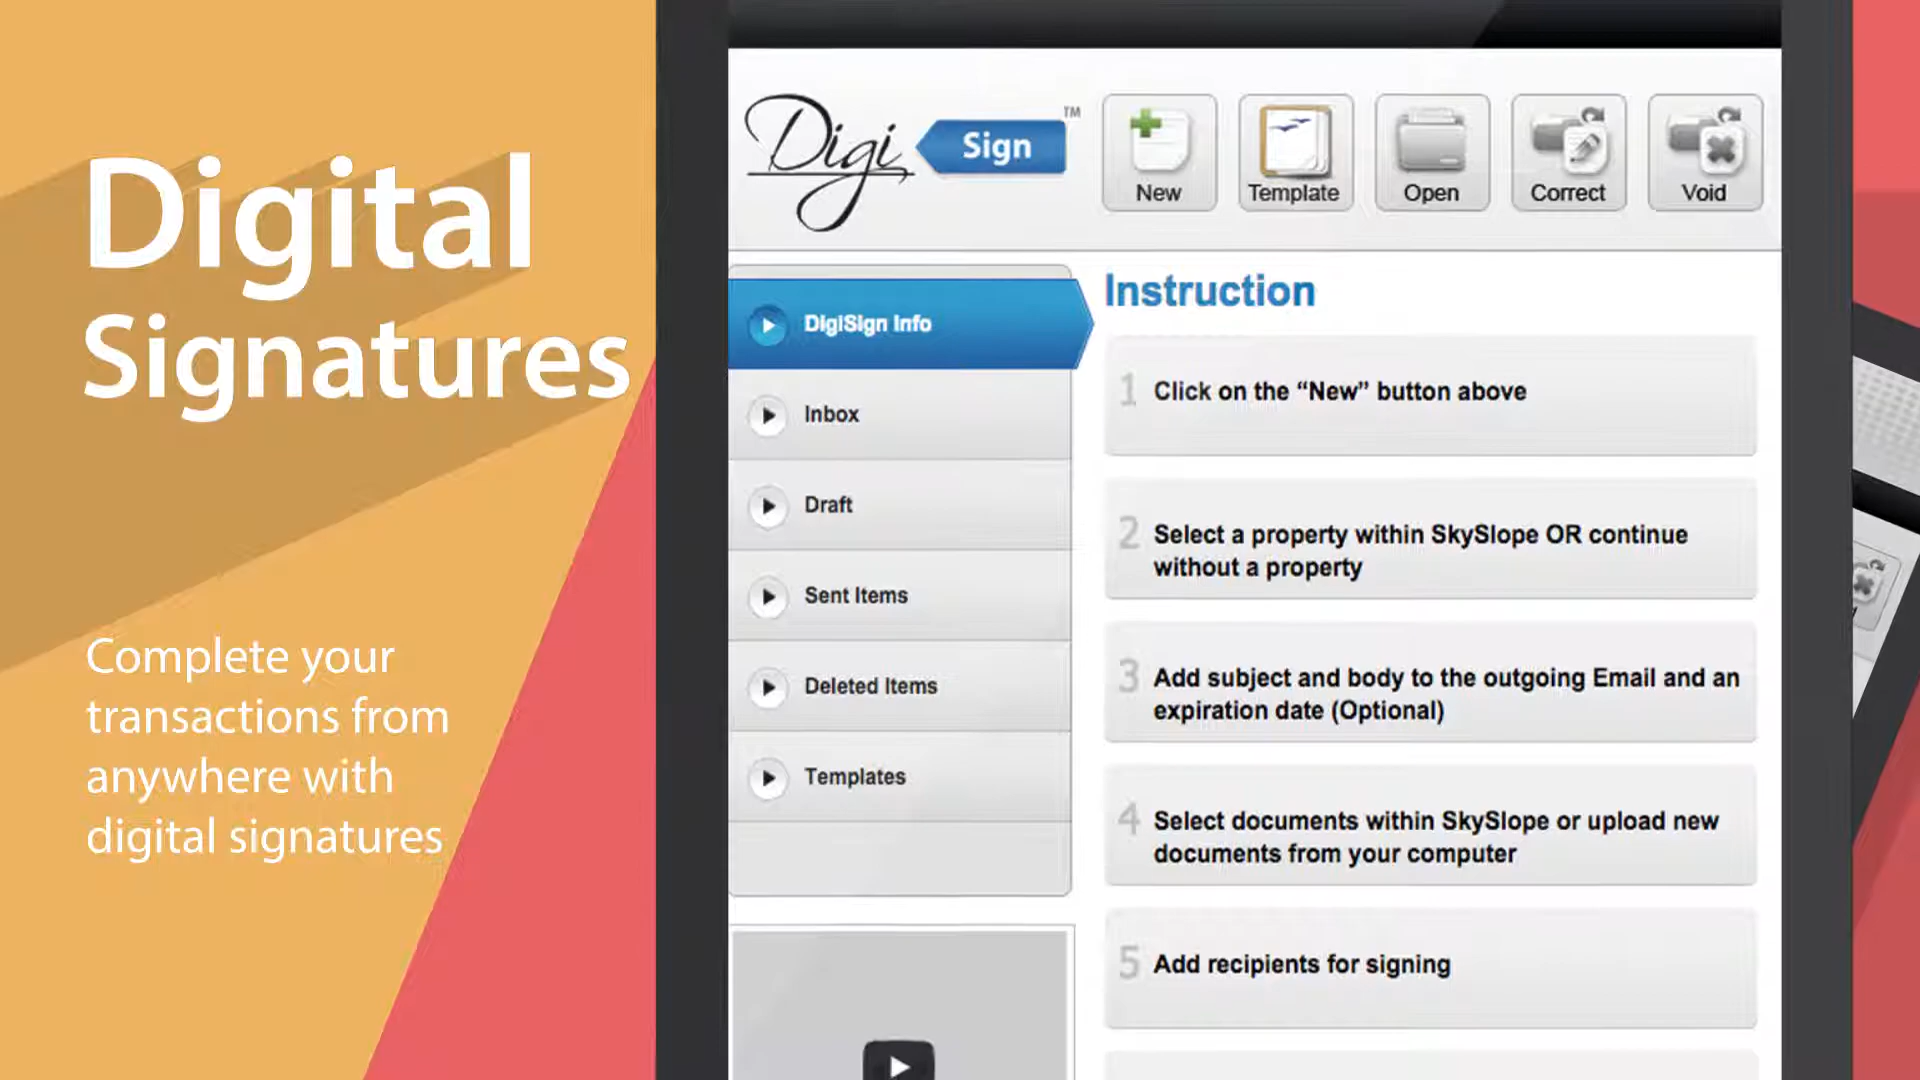 Digital
Signatures
Complete your
transactions from
anywhere with
digital signatures
Digi Sign ™
New
Template
Open
Correct
Void
DigiSign Info
Inbox
Draft
Sent Items
Deleted Items
Templates
Instruction
1 Click on the “New” button above
2 Select a property within SkySlope OR continue
without a property
3 Add subject and body to the outgoing Email and an
expiration date (Optional)
4 Select documents within SkySlope or upload new
documents from your computer
5 Add recipients for signing